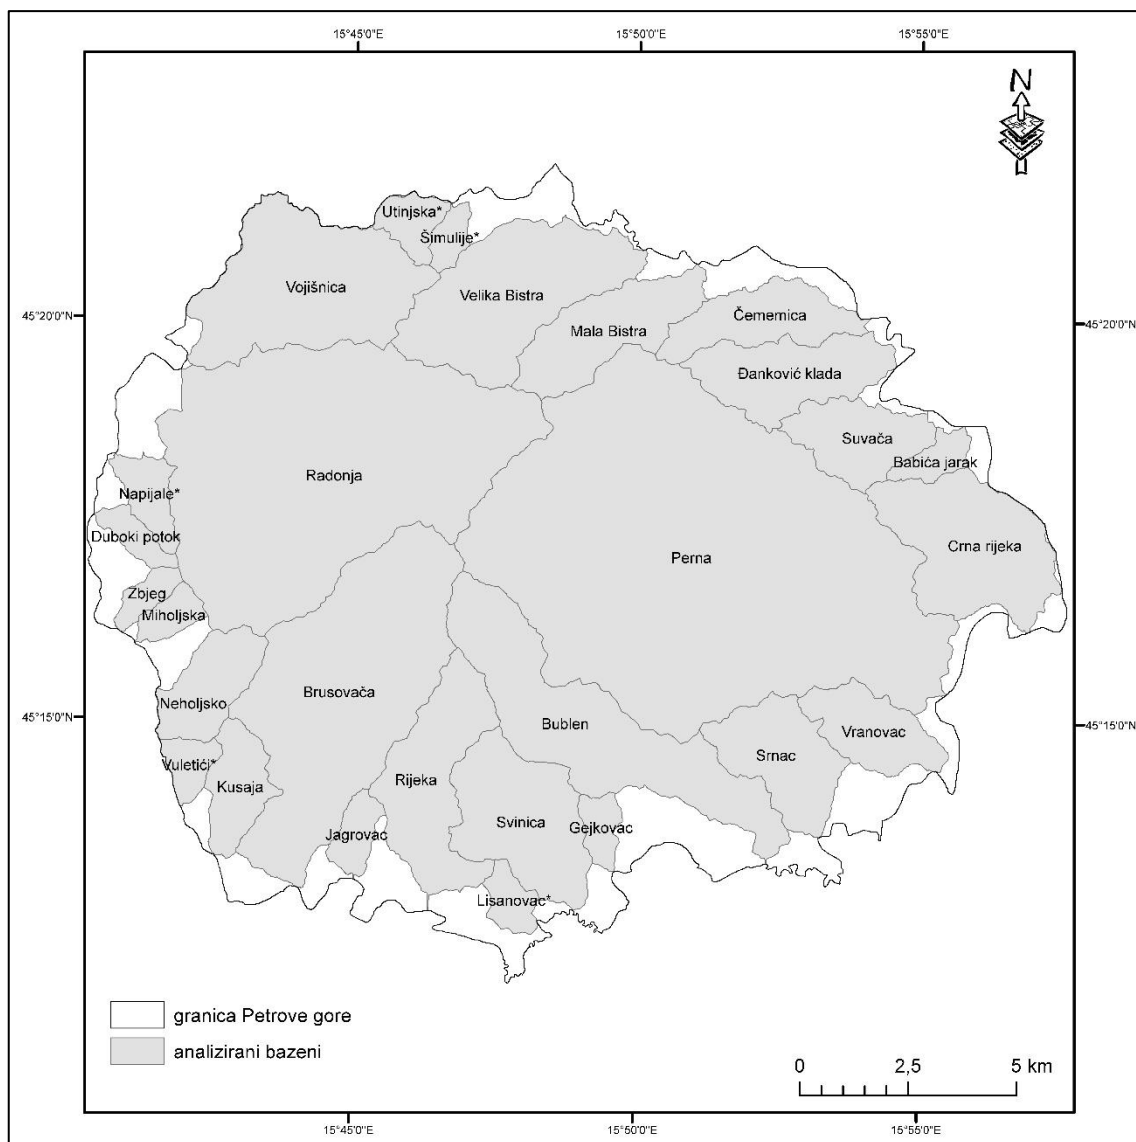 15°45'0"E
15°50'0"E
15°55'0"E
N
Utinjska*
Šimulije*
Vojišnica
Velika Bistra
45°20'0"N
Mala Bistra
Čemernica
45°20'0"N
Đanković klada
Suvača
Babića jarak
Radonja
Napijale*
Duboki potok
Crna rijeka
Perna
Zbjeg
Miholjska
Neholjsko
Brusovača
45°15'0"N
Bublen
Vranovac
45°15'0"N
Srnac
Vuletići*
Kusaja
Rijeka
Svinica
Gejkovac
Jagrovac
Lisanovac*
granica Petrove gore
analizirani bazeni
0 2,5 5 km
15°45'0"E
15°50'0"E
15°55'0"E